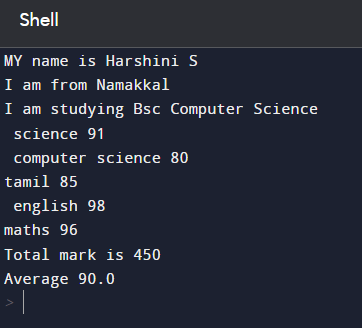 Shell
MY name is Harshini S
I am from Namakkal
I am studying Bsc Computer Science
 science 91
 computer science 80
tamil 85
 english 98
maths 96
Total mark is 450
Average 90.0
>